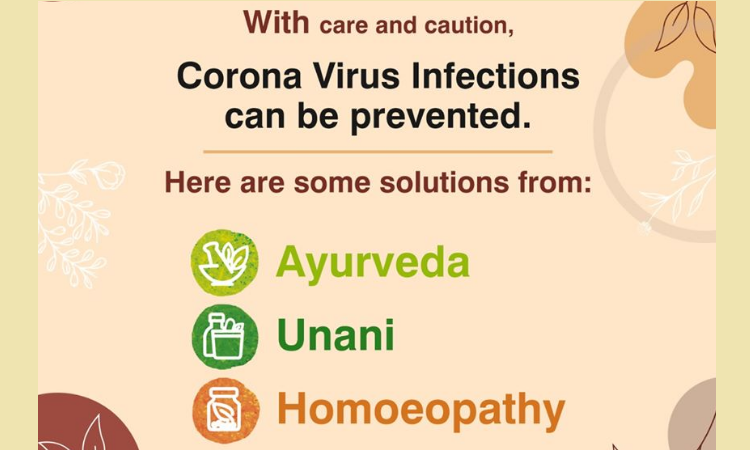 With care and caution,
Corona Virus Infections
can be prevented.
Here are some solutions from:
Ayurveda
Unani
Homoeopathy